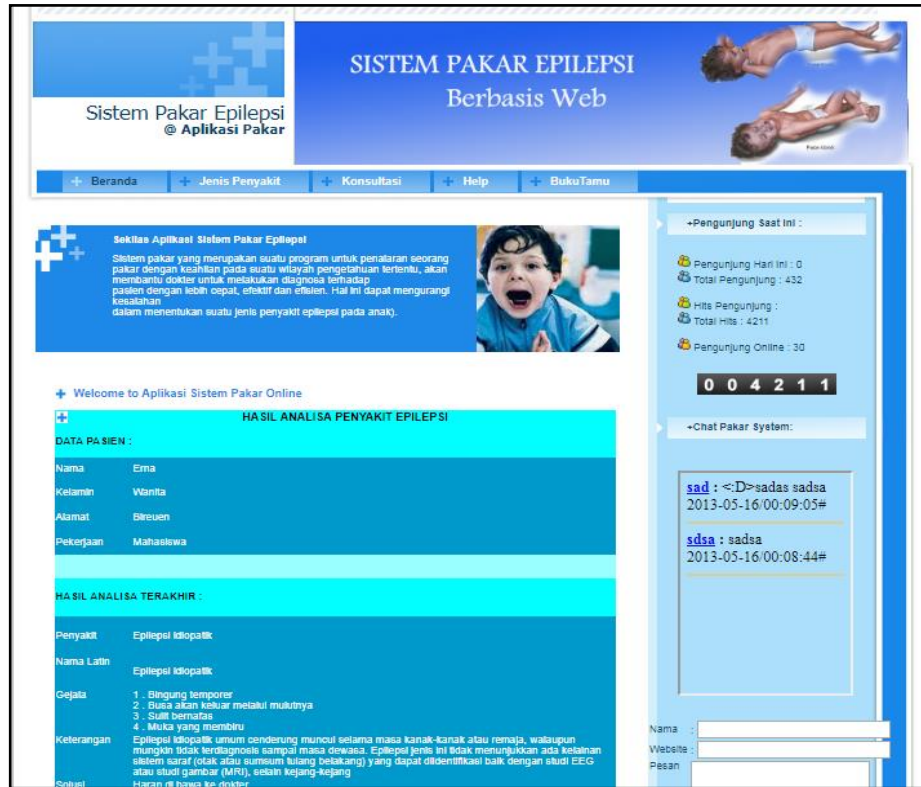 Sistem Pakar Epilepsi
@ Aplikasi Pakar
SISTEM PAKAR EPILEPSI
Berbasis Web
Beranda
Jenis Penyakit
Konsultasi
Help
BukuTamu
Sekilas Aplikasi Sistem Pakar Epilepsi
Sistem pakar yang merupakan suatu program untuk penalaran seorang
pakar dengan keahlian pada suatu wilayah pengetahuan tertentu, akan
membantu dokter untuk melakukan diagnosa terhadap
pasien dengan lebih cepat, efektif dan efisien. Hal ini dapat mengurangi
kesalahan
dalam menentukan suatu jenis penyakit epilepsi pada anak).
Welcome to Aplikasi Sistem Pakar Online
HASIL ANALISA PENYAKIT EPILEPSI
DATA PASIEN :
Nama Erna
Kelamin Wanita
Alamat Bireuen
Pekerjaan Mahasiswa
HASIL ANALISA TERAKHIR :
Penyakit Epilepsi Idiopatik
Nama Latin
Epilepsi Idiopatik
Gejala 1 . Bingung temporer
2 . Busa akan keluar melalui mulutnya
3 . Sulit bernafas
4 . Muka yang membiru
Keterangan Epilepsi idiopatik umum cenderung muncul selama masa kanak-kanak atau remaja, walaupun
mungkin tidak terdiagnosis sampai masa dewasa. Epilepsi jenis ini tidak menunjukkan ada kelainan
sistem saraf (otak atau sumsum tulang belakang) yang dapat diidentifikasi baik dengan studi EEG
atau studi gambar (MRI), selain kejang-kejang
Solusi Harap di bawa ke dokter
+Pengunjung Saat Ini :
Pengunjung Hari Ini : 0
Total Pengunjung : 432
Hits Pengunjung :
Total Hits : 4211
Pengunjung Online : 30
0 0 4 2 1 1
+Chat Pakar System:
sad : <:D>sadas sadsa
2013-05-16/00:09:05#
sdsa : sadsa
2013-05-16/00:08:44#
Nama :
Website :
Pesan